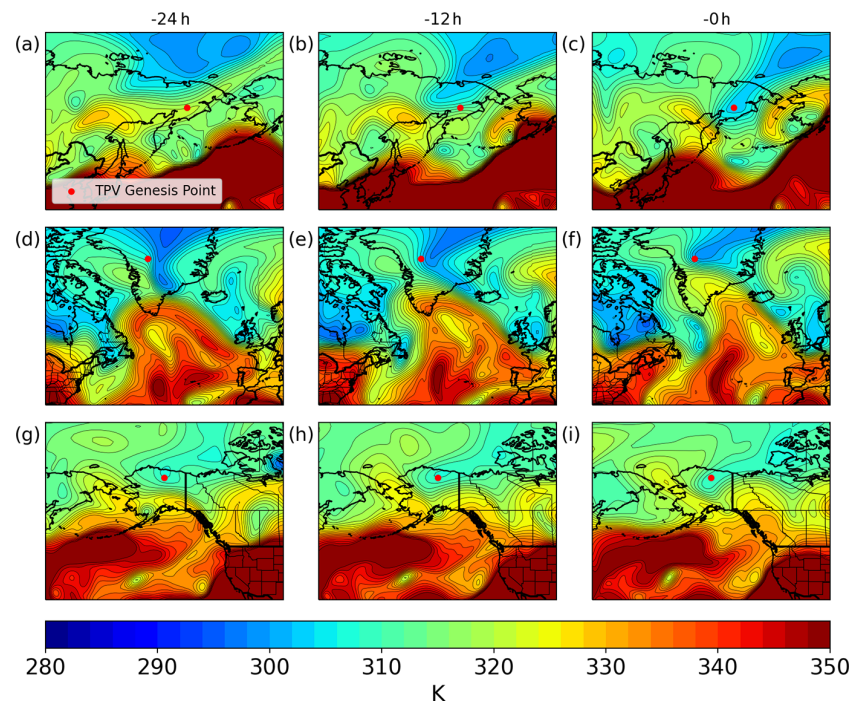 -24 h -12 h -0 h
(a) (b) (c)
TPV Genesis Point
(d) (e) (f)
(g) (h) (i)
280 290 300 310 320 330 340 350
K